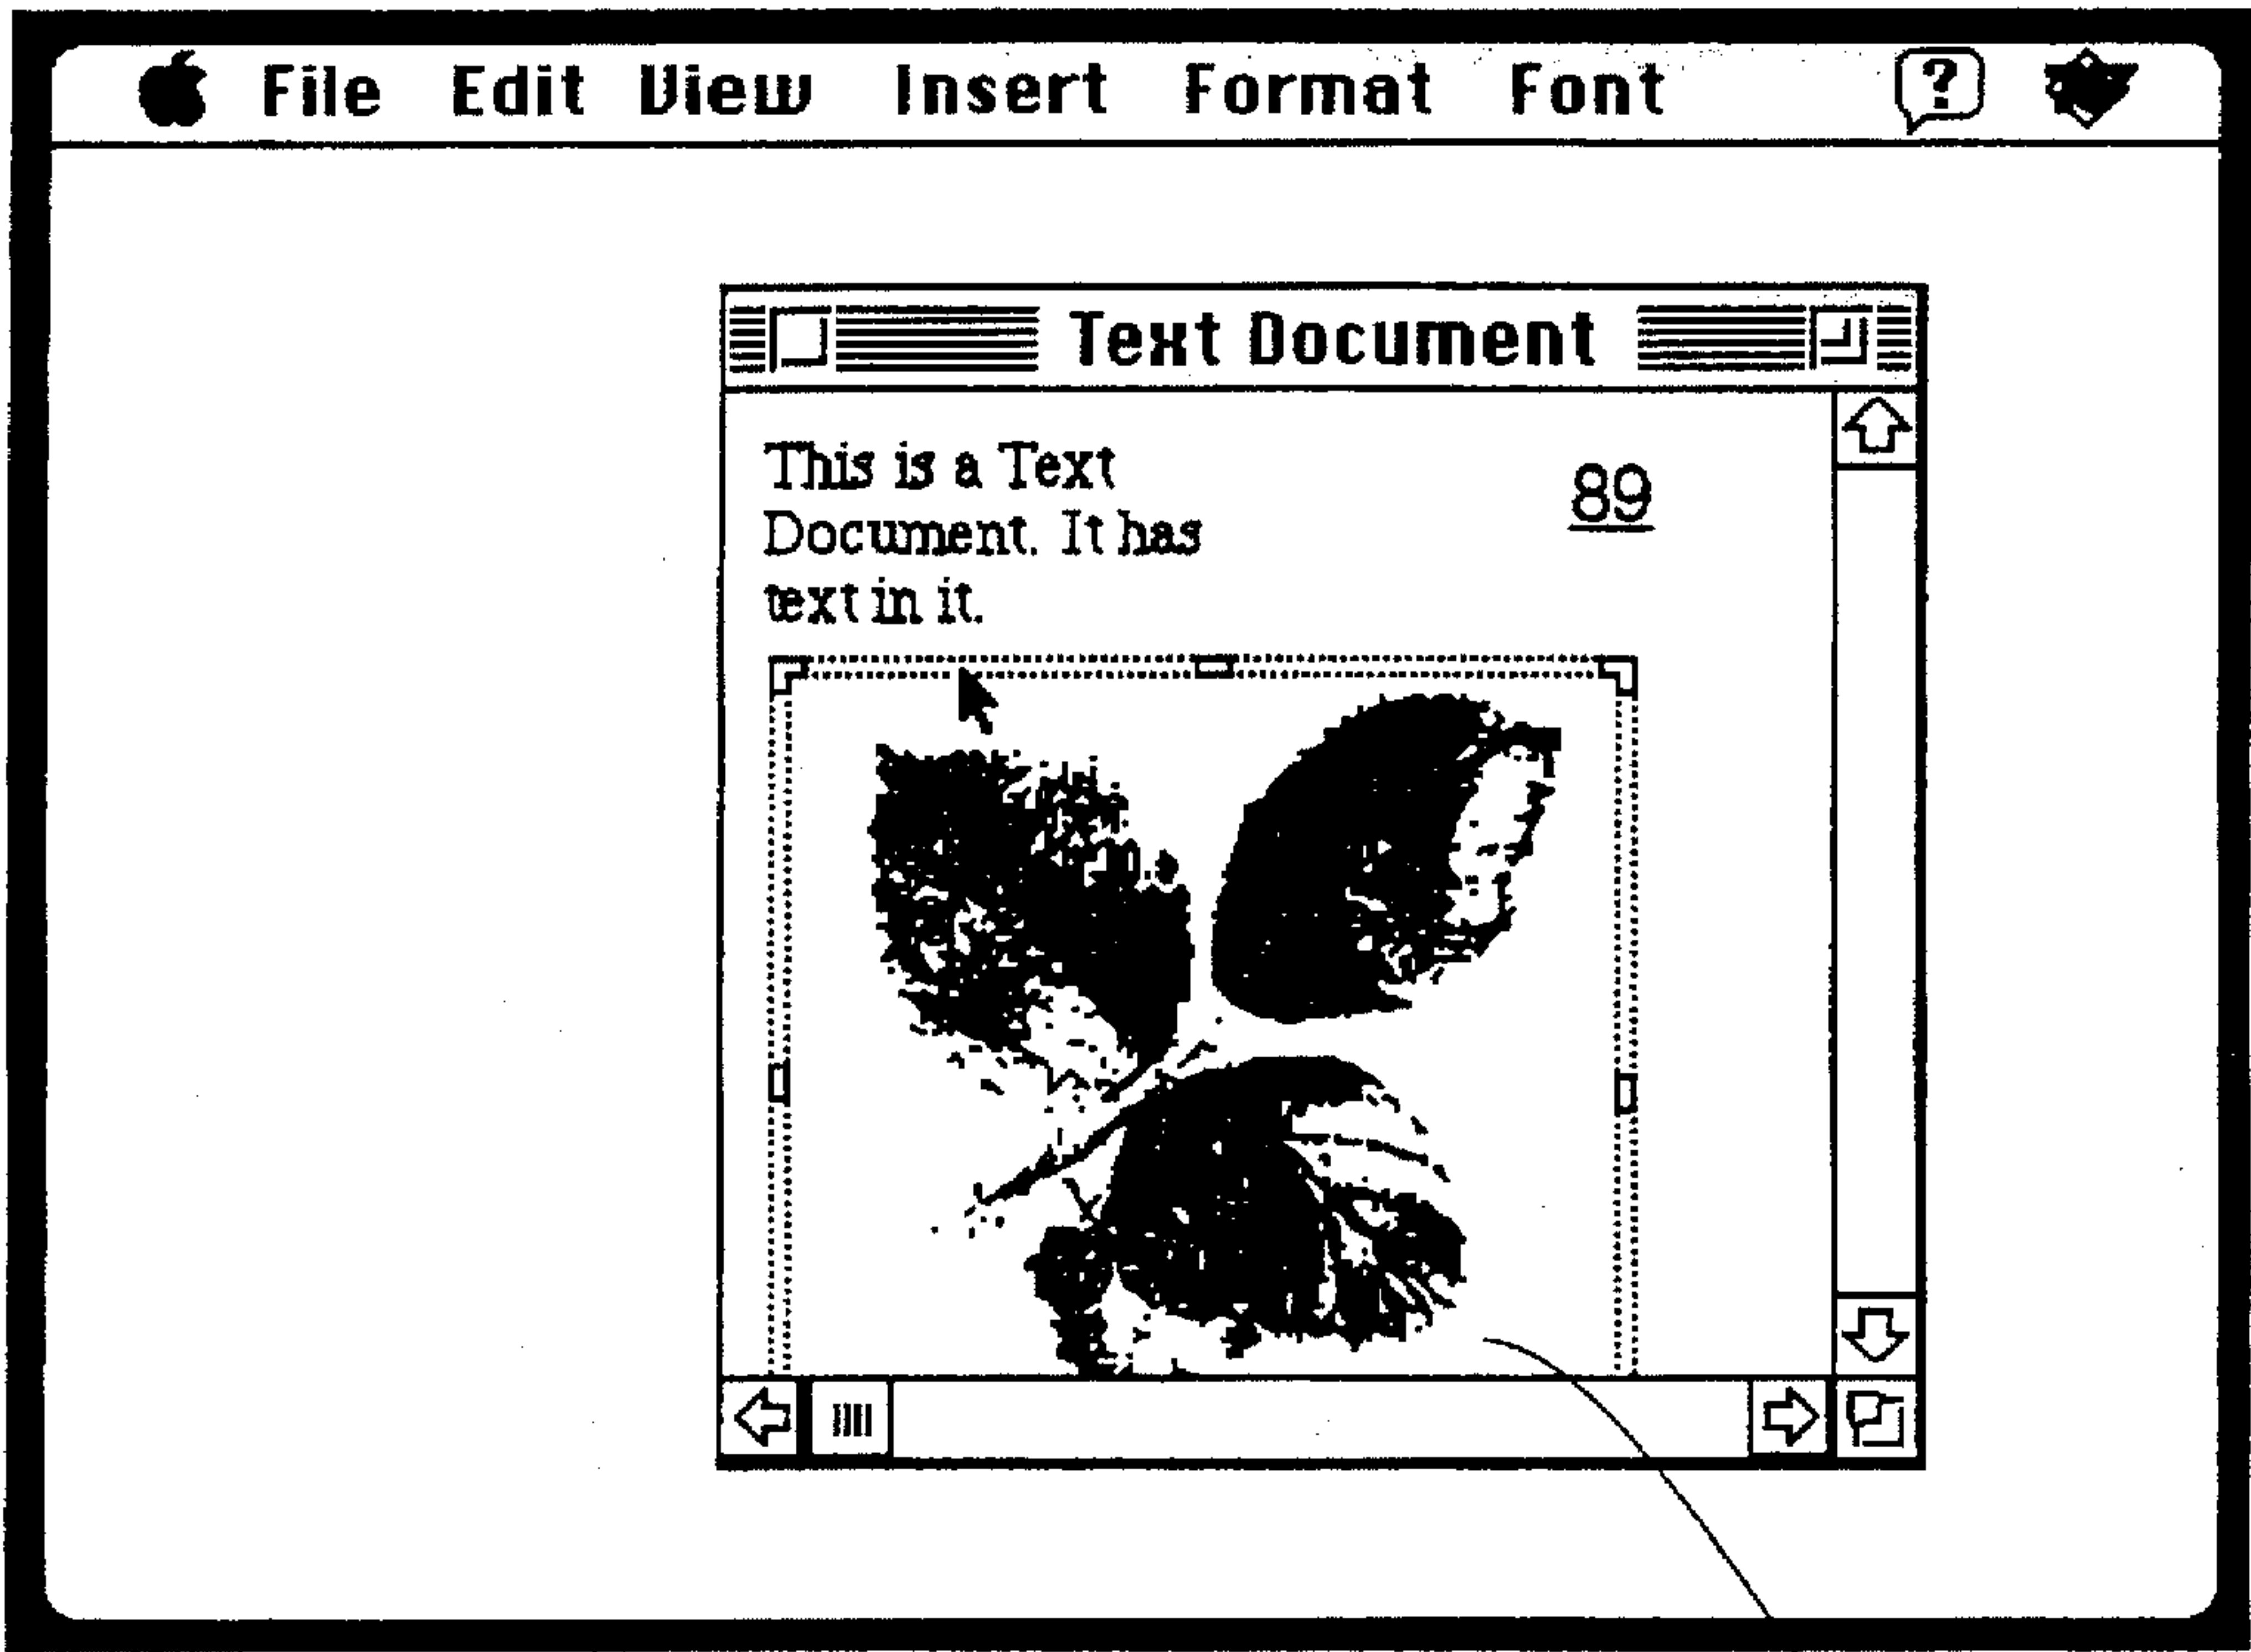 File Edit View Insert Format Font ?
Text Document
This is a Text
Document. It has
text in it.
89